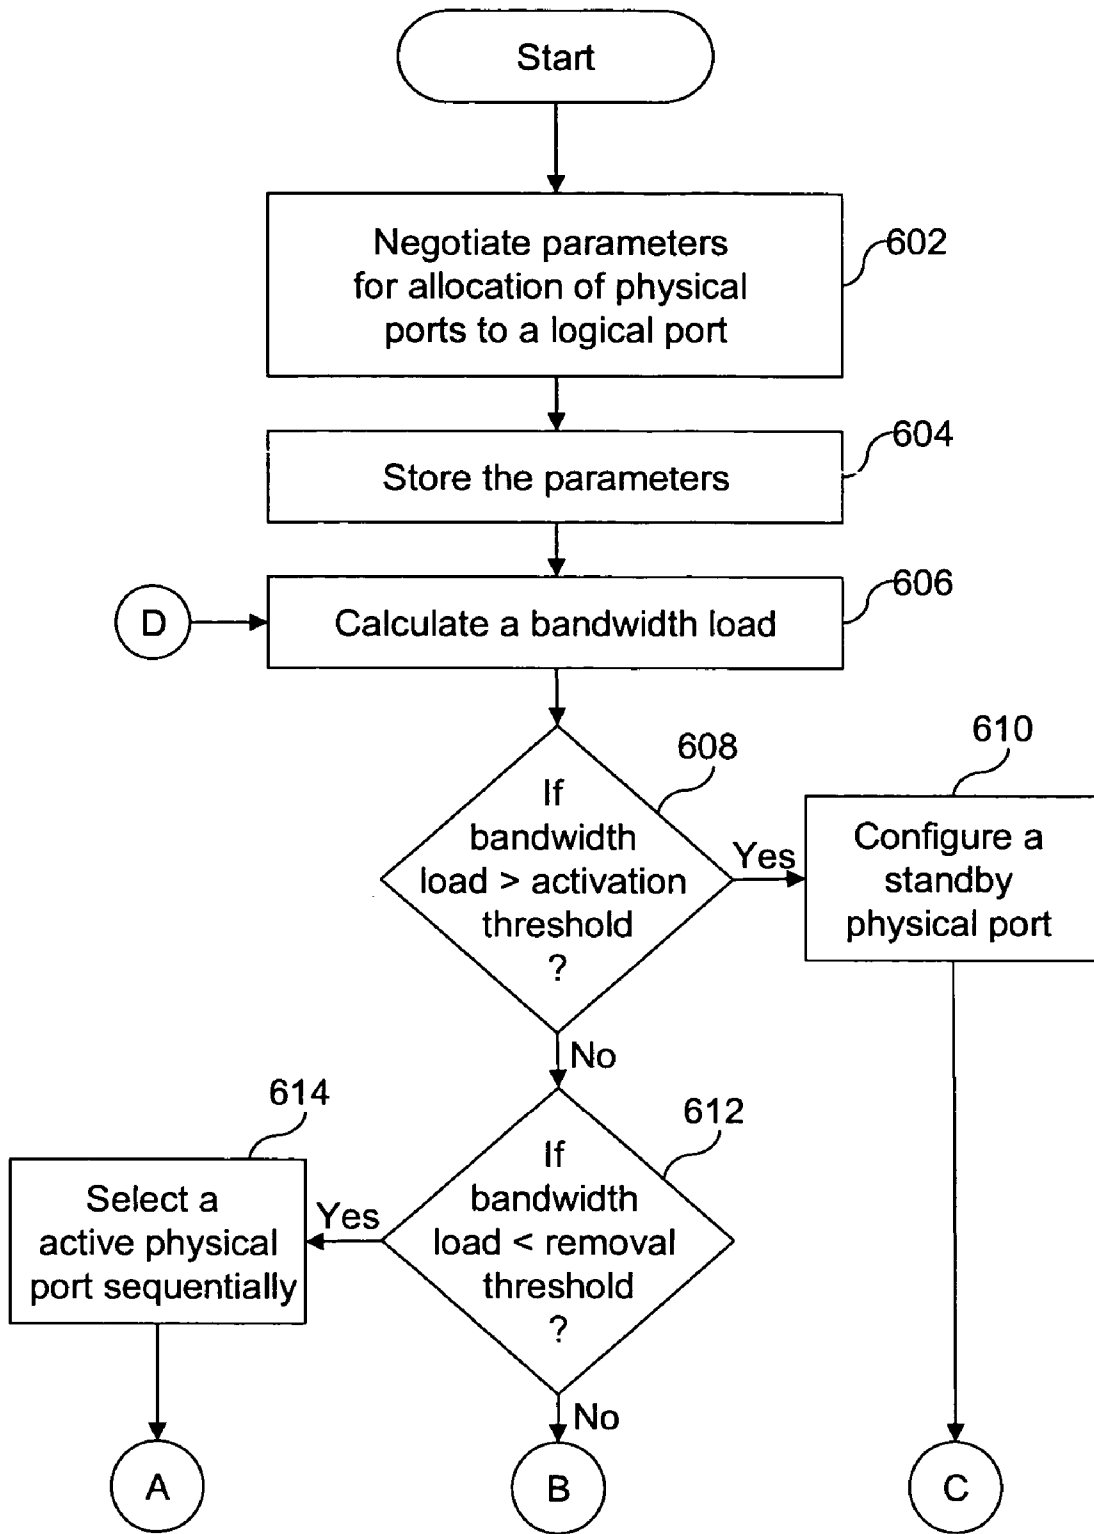 Start
Negotiate parameters
for allocation of physical
ports to a logical port
602
604
Store the parameters
606
D
Calculate a bandwidth load
608
610
If
bandwidth
load > activation
threshold
?
Yes
Configure a
standby
physical port
No
614
612
If
bandwidth
load < removal
threshold
?
Yes
Select a
active physical
port sequentially
No
A
B
C